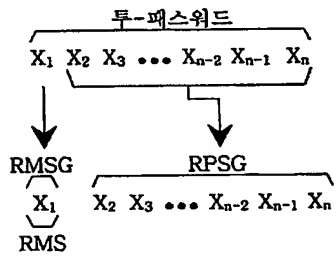 투-패스워드
X₁ X₂ X₃ ••• Xₙ₋₂ Xₙ₋₁ Xₙ
RMSG RPSG
X₁ X₂ X₃ ••• Xₙ₋₂ Xₙ₋₁ Xₙ
RMS